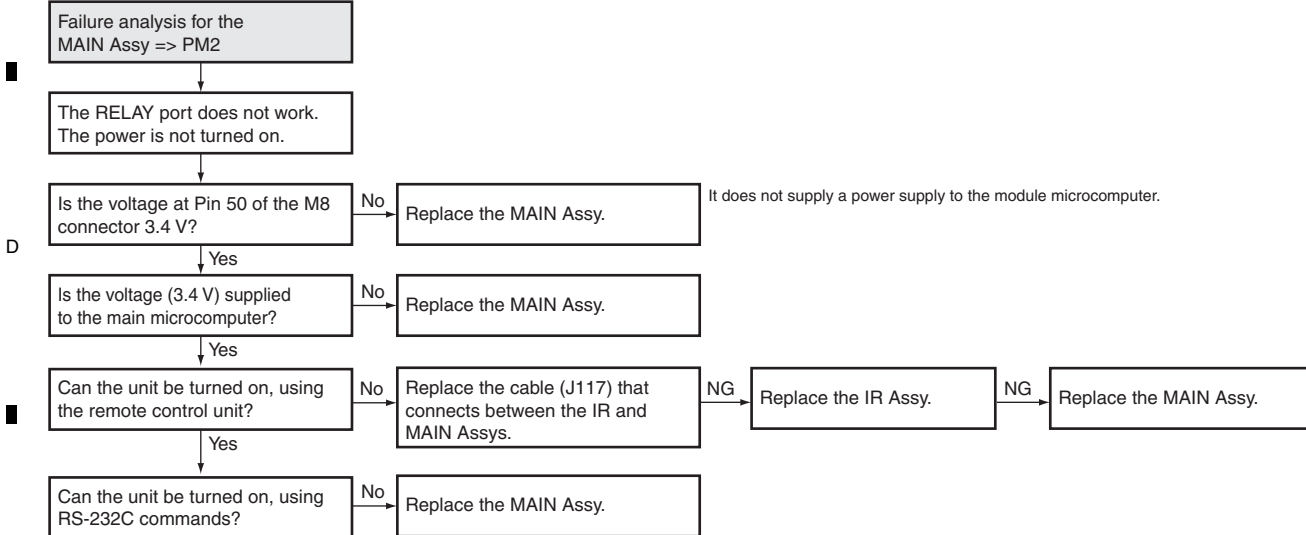 Failure analysis for the
MAIN Assy => PM2
The RELAY port does not work.
The power is not turned on.
Is the voltage at Pin 50 of the M8
connector 3.4 V?
No
Replace the MAIN Assy.
It does not supply a power supply to the module microcomputer.
D
Yes
Is the voltage (3.4 V) supplied
to the main microcomputer?
No
Replace the MAIN Assy.
Yes
Can the unit be turned on, using
the remote control unit?
No
Replace the cable (J117) that
connects between the IR and
MAIN Assys.
NG
Replace the IR Assy.
NG
Replace the MAIN Assy.
Yes
Can the unit be turned on, using
RS-232C commands?
No
Replace the MAIN Assy.